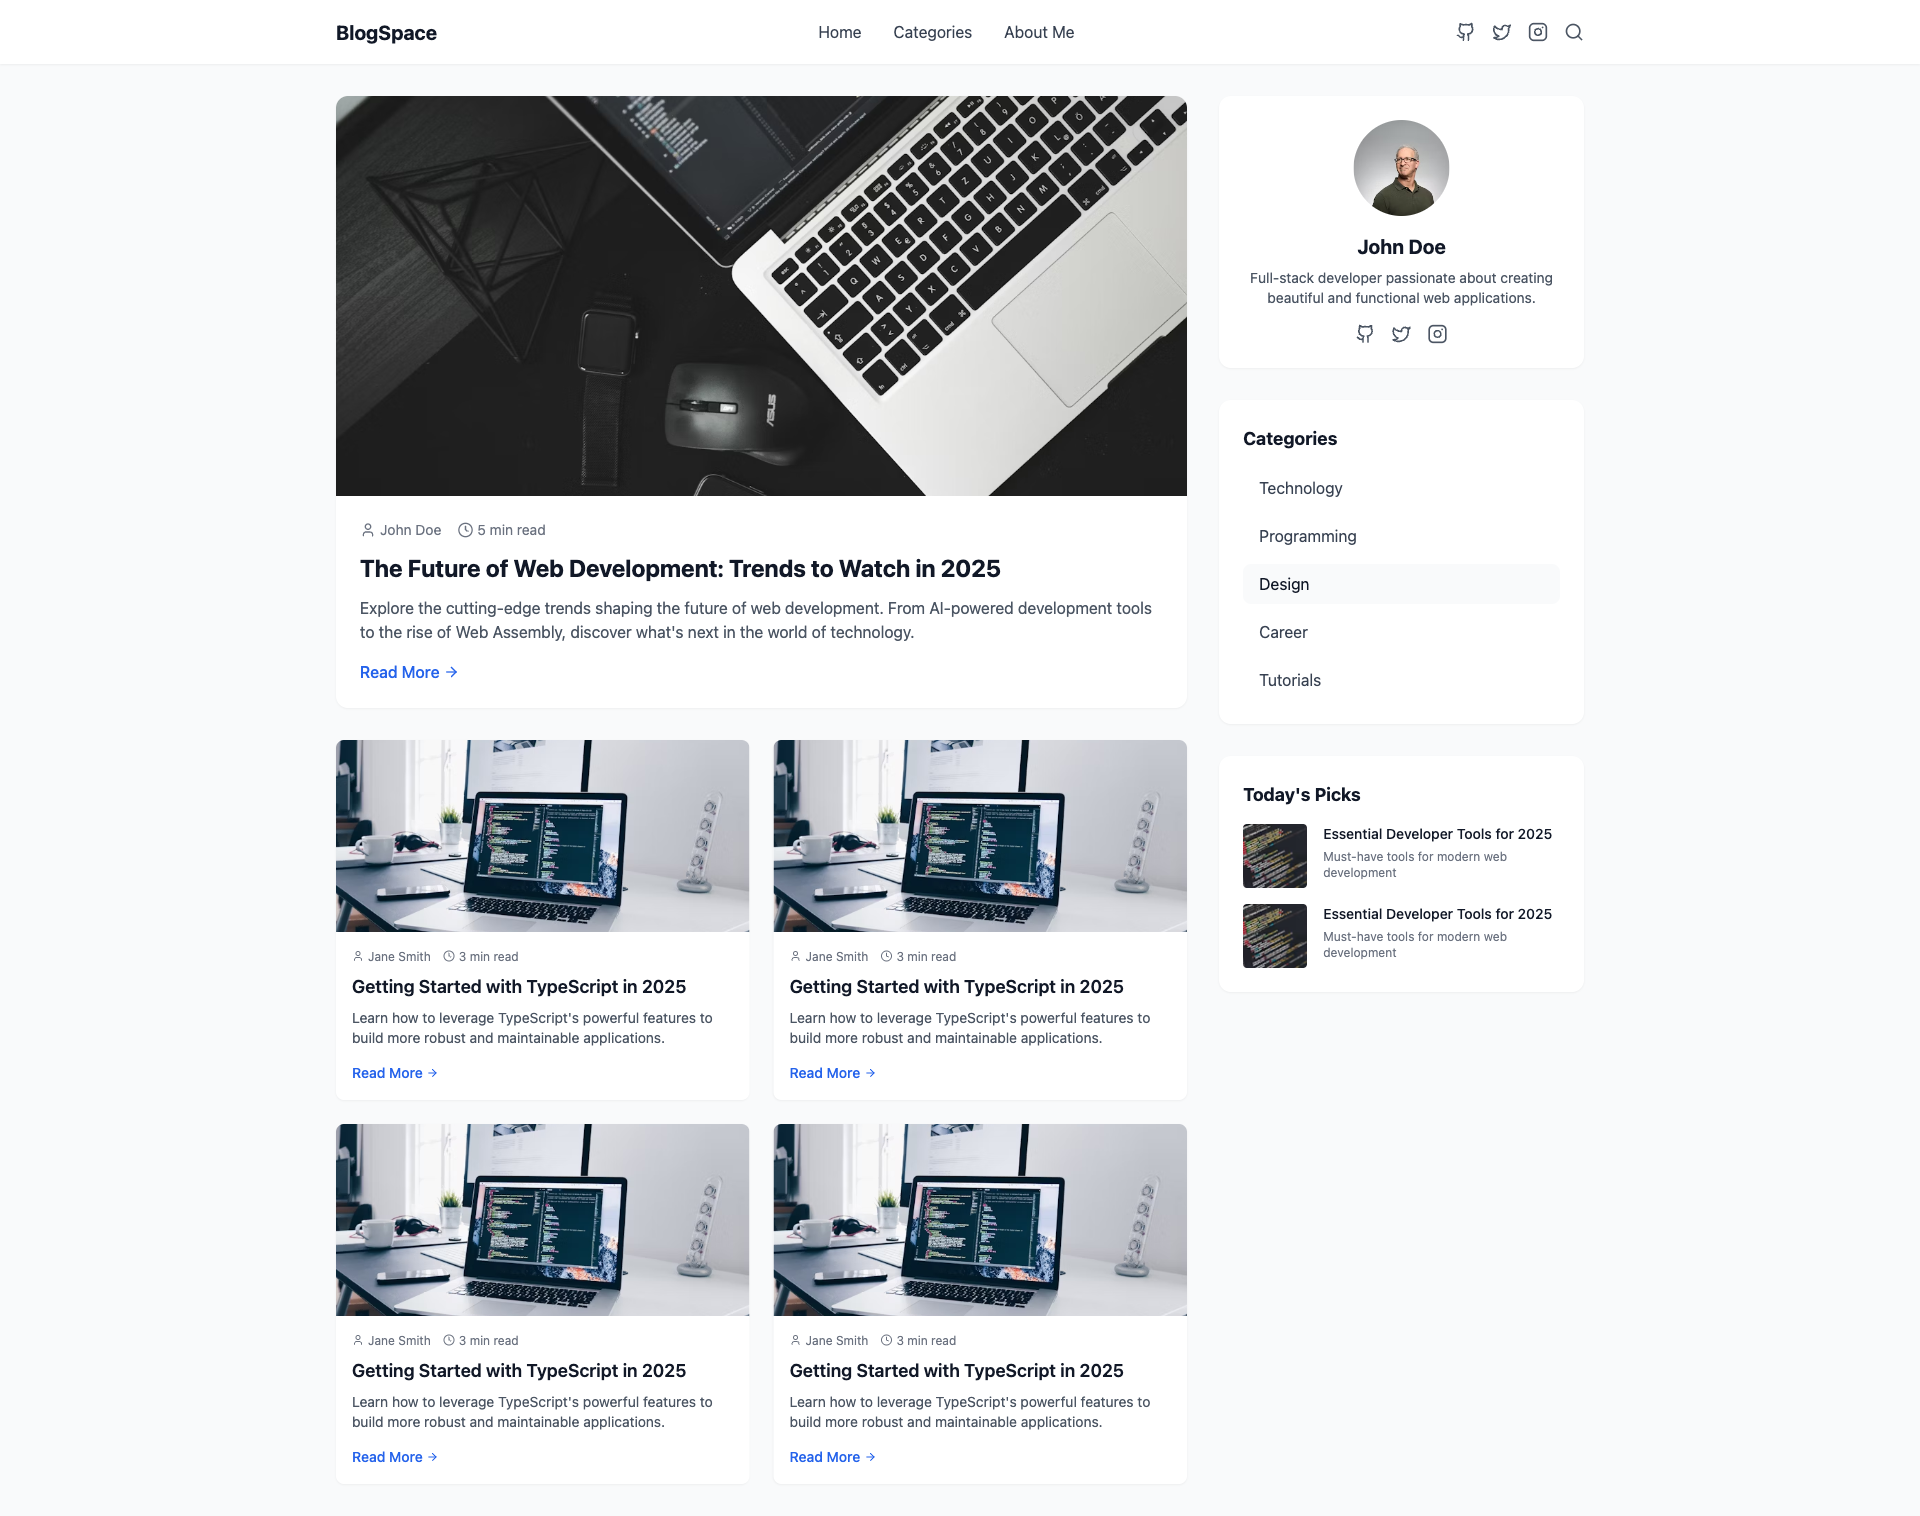 BlogSpace
Home
Categories
About Me
ASUS
John Doe
5 min read
The Future of Web Development: Trends to Watch in 2025
Explore the cutting-edge trends shaping the future of web development. From AI-powered development tools
to the rise of Web Assembly, discover what's next in the world of technology.
Read More
Jane Smith
3 min read
Getting Started with TypeScript in 2025
Learn how to leverage TypeScript's powerful features to
build more robust and maintainable applications.
Read More
Jane Smith
3 min read
Getting Started with TypeScript in 2025
Learn how to leverage TypeScript's powerful features to
build more robust and maintainable applications.
Read More
Jane Smith
3 min read
Getting Started with TypeScript in 2025
Learn how to leverage TypeScript's powerful features to
build more robust and maintainable applications.
Read More
Jane Smith
3 min read
Getting Started with TypeScript in 2025
Learn how to leverage TypeScript's powerful features to
build more robust and maintainable applications.
Read More
John Doe
Full-stack developer passionate about creating
beautiful and functional web applications.
Categories
Technology
Programming
Design
Career
Tutorials
Today's Picks
Essential Developer Tools for 2025
Must-have tools for modern web
development
Essential Developer Tools for 2025
Must-have tools for modern web
development